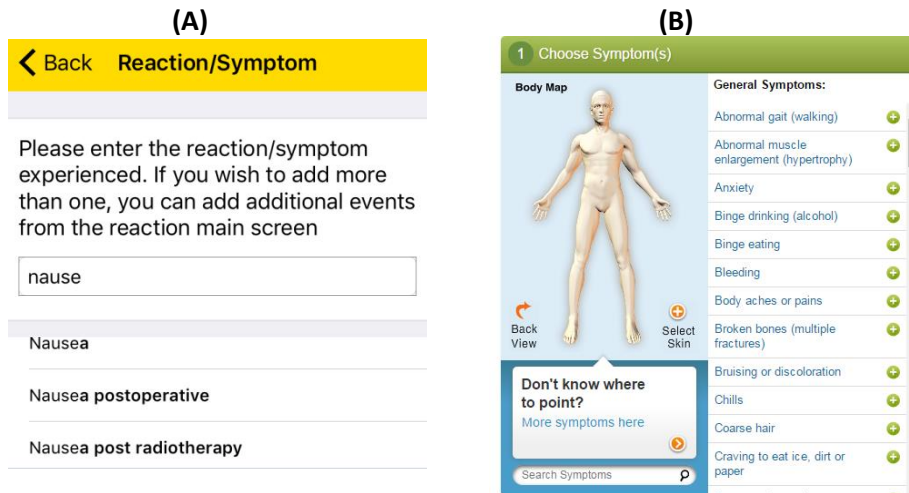 (A)
Back Reaction/Symptom
Please enter the reaction/symptom
experienced. If you wish to add more
than one, you can add additional events
from the reaction main screen
nause
Nausea
Nausea postoperative
Nausea post radiotherapy
(B)
1 Choose Symptom(s)
Body Map
Back
View
Select
Skin
Don't know where
to point?
More symptoms here
Search Symptoms
General Symptoms:
Abnormal gait (walking)
Abnormal muscle
enlargement (hypertrophy)
Anxiety
Binge drinking (alcohol)
Binge eating
Bleeding
Body aches or pains
Broken bones (multiple
fractures)
Bruising or discoloration
Chills
Coarse hair
Craving to eat ice, dirt or
paper